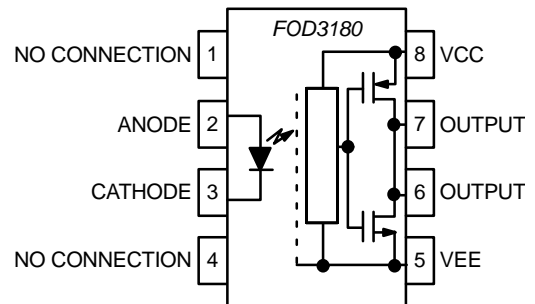 FOD3180
NO CONNECTION 1
8 VCC
ANODE 2
7 OUTPUT
CATHODE 3
6 OUTPUT
NO CONNECTION 4
5 VEE